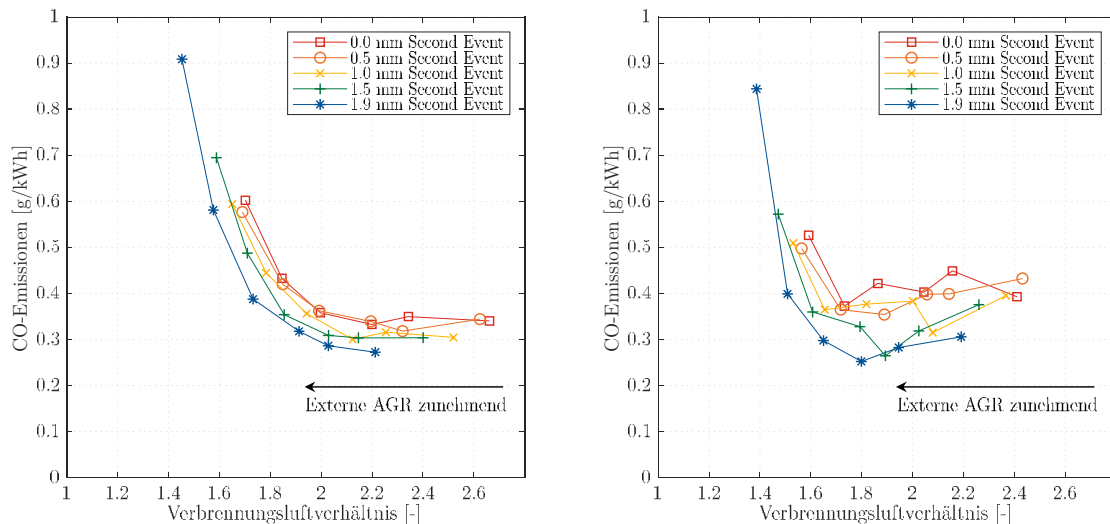 1
0.9
0.8
0.7
0.6
0.5
0.4
0.3
0.2
0.1
0
CO-Emissionen [g/kWh]
0.0 mm Second Event
0.5 mm Second Event
1.0 mm Second Event
1.5 mm Second Event
1.9 mm Second Event
Externe AGR zunehmend
1 1.2 1.4 1.6 1.8 2 2.2 2.4 2.6
Verbrennungsluftverhältnis [-]
1
0.9
0.8
0.7
0.6
0.5
0.4
0.3
0.2
0.1
0
CO-Emissionen [g/kWh]
0.0 mm Second Event
0.5 mm Second Event
1.0 mm Second Event
1.5 mm Second Event
1.9 mm Second Event
Externe AGR zunehmend
1 1.2 1.4 1.6 1.8 2 2.2 2.4 2.6
Verbrennungsluftverhältnis [-]